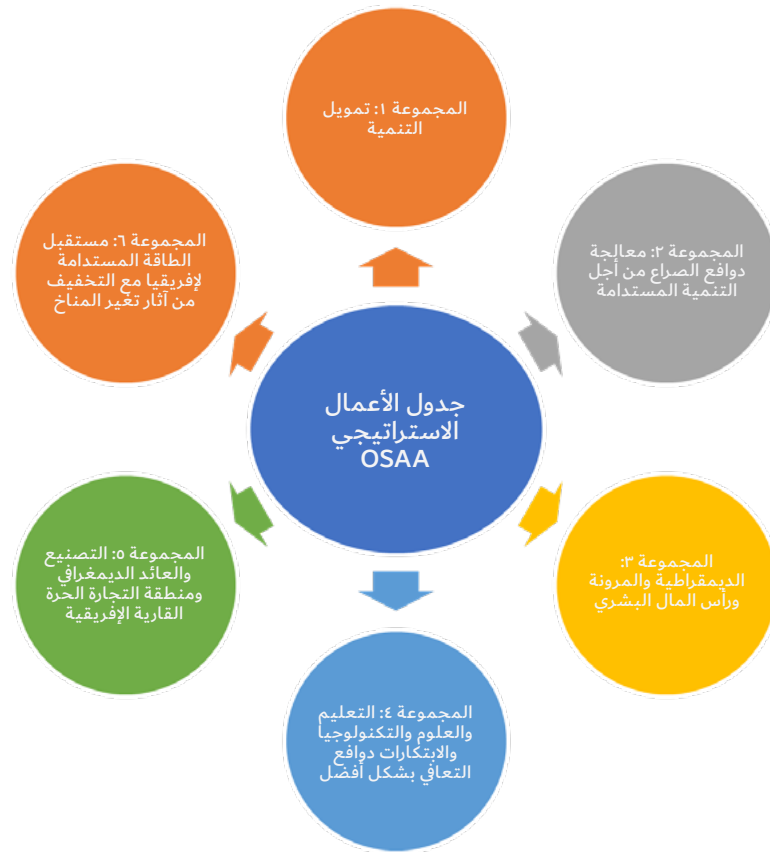 المجموعة ١: تمويل
التنمية
المجموعة ٢: معالجة
دوافع الصراع من أجل
التنمية المستدامة
المجموعة ٣:
الديمقراطية والمرونة
ورأس المال البشري
المجموعة ٤: التعليم
والعلوم والتكنولوجيا
والابتكارات دوافع
التعافي بشكل أفضل
المجموعة ٥: التصنيع
والعائد الديمغرافي
ومنطقة التجارة الحرة
القارية الإفريقية
المجموعة ٦: مستقبل
الطاقة المستدامة
لإفريقيا مع التخفيف
من آثار تغير المناخ
جدول الأعمال
الاستراتيجي
OSAA